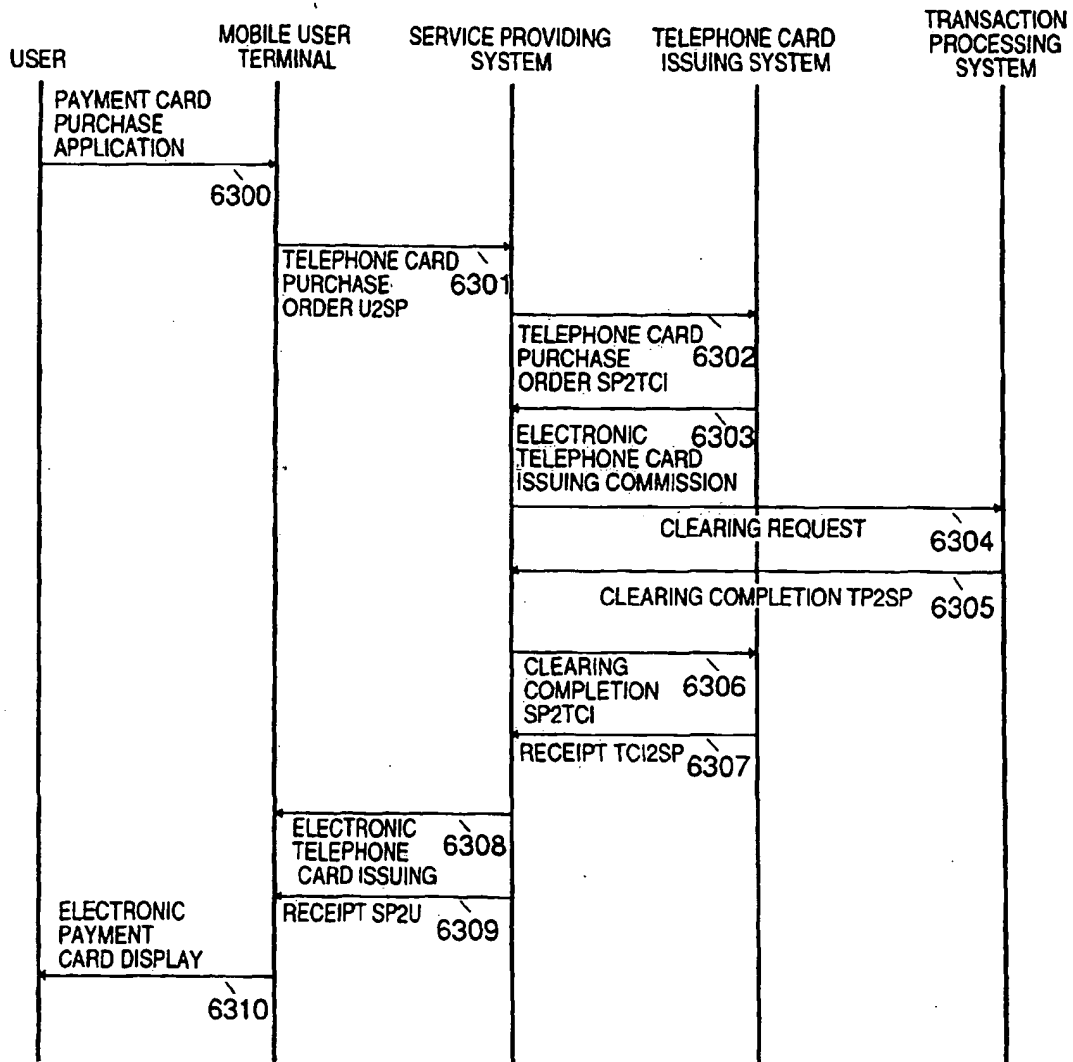 USER
MOBILE USER
TERMINAL
SERVICE PROVIDING
SYSTEM
TELEPHONE CARD
ISSUING SYSTEM
TRANSACTION
PROCESSING
SYSTEM
PAYMENT CARD
PURCHASE
APPLICATION
6300
TELEPHONE CARD
PURCHASE
ORDER U2SP
6301
TELEPHONE CARD
PURCHASE
ORDER SP2TCI
6302
ELECTRONIC
TELEPHONE CARD
ISSUING COMMISSION
6303
CLEARING REQUEST
6304
CLEARING COMPLETION TP2SP
6305
CLEARING
COMPLETION
SP2TCI
6306
RECEIPT TCI2SP
6307
ELECTRONIC
TELEPHONE
CARD ISSUING
6308
RECEIPT SP2U
6309
ELECTRONIC
PAYMENT
CARD DISPLAY
6310